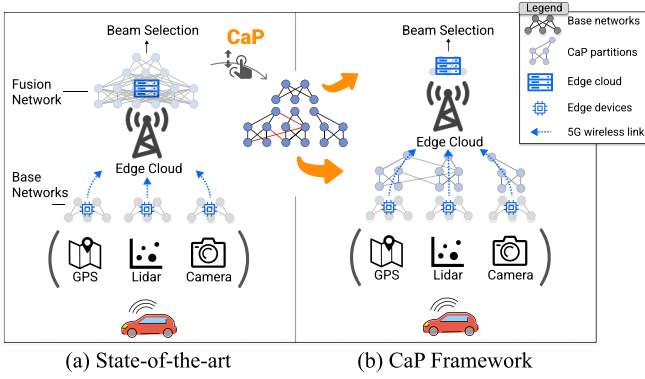 Beam Selection
CaP
Fusion
Network
Edge Cloud
Base
Networks
GPS
Lidar
Camera
(a) State-of-the-art
Beam Selection
Edge Cloud
GPS
Lidar
Camera
(b) CaP Framework
Legend
Base networks
CaP partitions
Edge cloud
Edge devices
5G wireless link